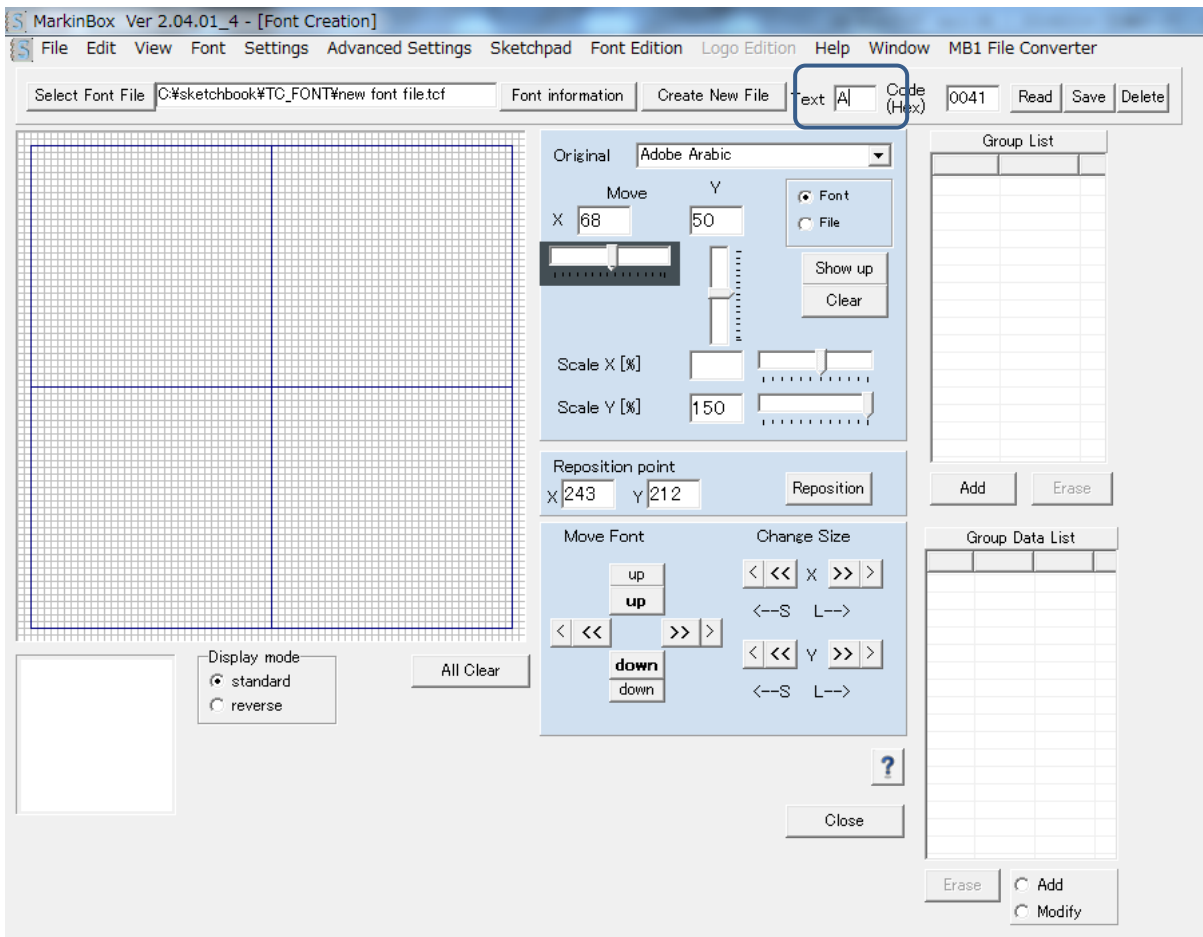 MarkinBox Ver 2.04.01_4 - [Font Creation]
File Edit View Font Settings Advanced Settings Sketchpad Font Edition Logo Edition Help Window MB1 File Converter
Select Font File C:¥sketchbook¥TC_FONT¥new font file.tcf Font information Create New File Text A Code (Hex) 0041 Read Save Delete
Original Adobe Arabic
Move
X 68
Y
50
Font
File
Show up
Clear
Scale X [%]
Scale Y [%] 150
Reposition point
X 243 Y 212 Reposition
Move Font
up
up
< << >> >
down
down
Change Size
< << X >> >
<--S L-->
< << Y >> >
<--S L-->
Display mode
standard
reverse
All Clear
?
Close
Group List
Add Erase
Group Data List
Erase
Add
Modify